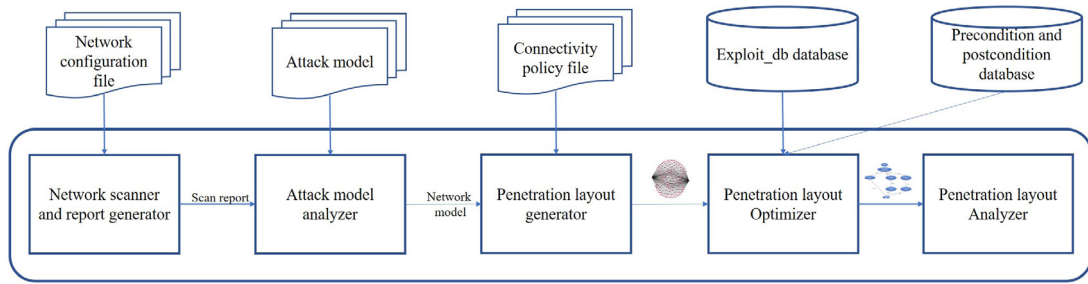 Network
configuration
file
Attack model
Connectivity
policy file
Exploit_db database
Precondition and
postcondition
database
Network scanner
and report generator
Scan report
Attack model
analyzer
Network
model
Penetration layout
generator
Penetration layout
Optimizer
Penetration layout
Analyzer